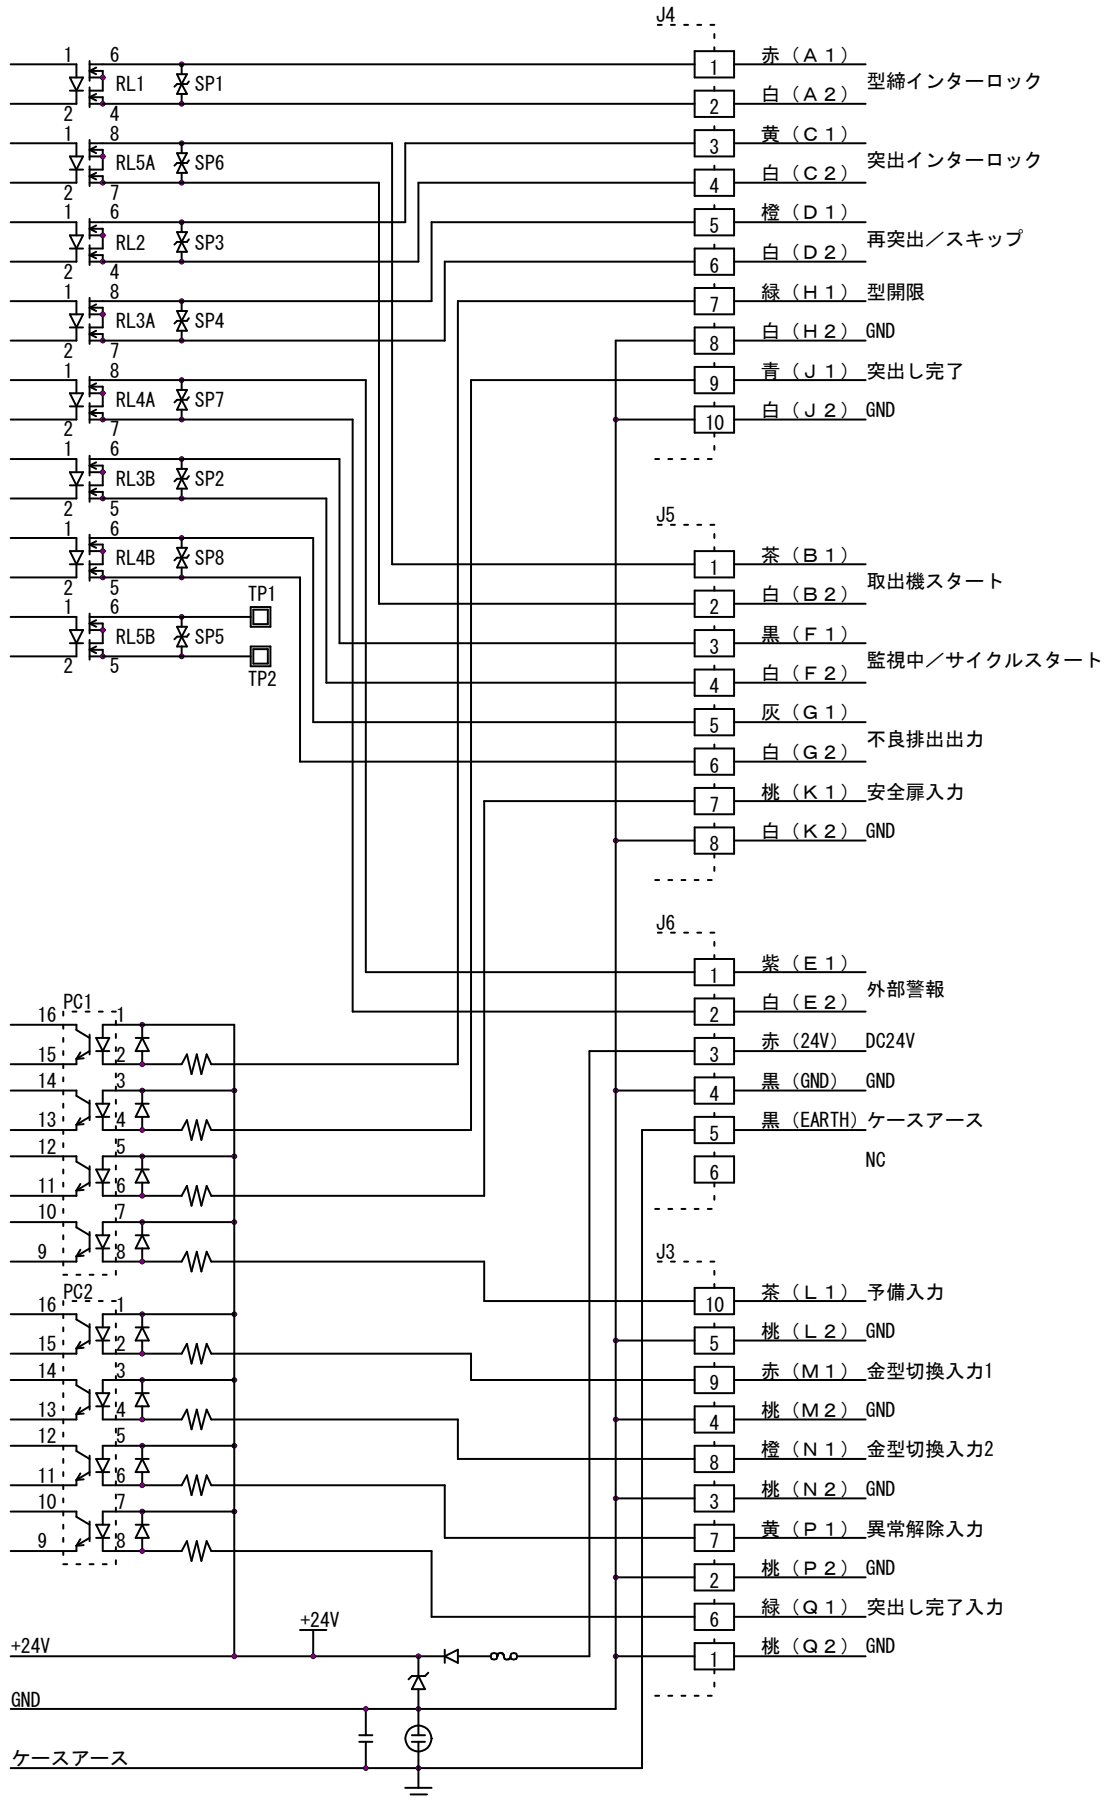 J4
1 6 RL1 SP1 1 赤（A1）
型締インターロック
2 4 2 白（A2）
1 8 RL5A SP6 3 黄（C1）
突出インターロック
2 7 4 白（C2）
1 6 RL2 SP3 5 橙（D1）
再突出／スキップ
2 4 6 白（D2）
1 8 RL3A SP4 7 緑（H1） 型開限
2 7 8 白（H2） GND
1 8 RL4A SP7 9 青（J1） 突出し完了
2 7 10 白（J2） GND
1 6 RL3B SP2
2 5
J5
1 6 RL4B SP8 1 茶（B1）
取出機スタート
2 5 TP1 2 白（B2）
1 6 RL5B SP5 3 黒（F1）
監視中／サイクルスタート
2 5 TP2 4 白（F2）
5 灰（G1）
不良排出出力
6 白（G2）
7 桃（K1） 安全扉入力
8 白（K2） GND
J6
1 紫（E1）
外部警報
PC1
16 1 2 白（E2）
15 2 3 赤（24V） DC24V
14 3 4 黒（GND） GND
13 4 5 黒（EARTH） ケースアース
12 5 6 NC
11 6
10 7
9 8
J3
PC2
10 茶（L1） 予備入力
16 1
5 桃（L2） GND
15 2
14 3 9 赤（M1） 金型切換入力1
13 4 4 桃（M2） GND
12 5 8 橙（N1） 金型切換入力2
11 6
10 7 3 桃（N2） GND
9 8 7 黄（P1） 異常解除入力
2 桃（P2） GND
6 緑（Q1） 突出し完了入力
+24V
+24V 1 桃（Q2） GND
GND
ケースアース